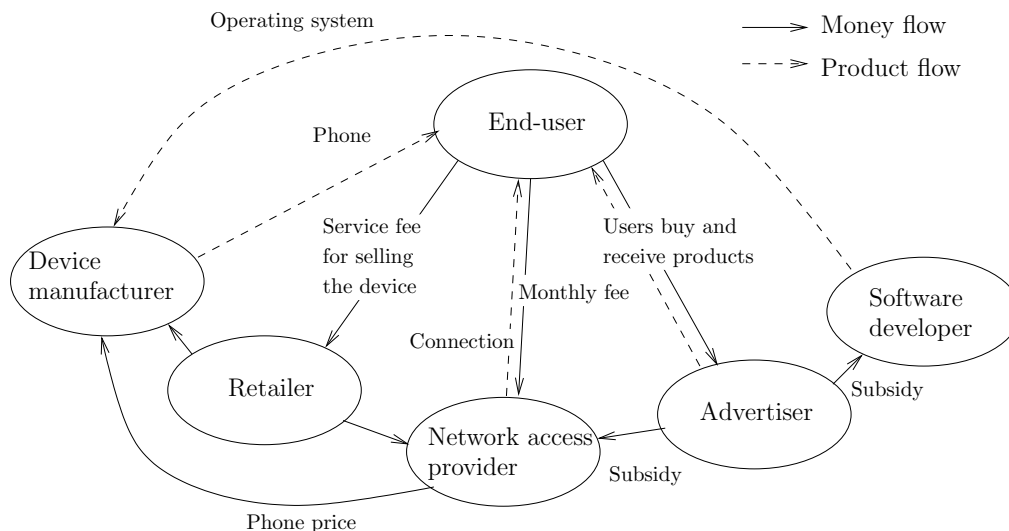 Operating system
Money flow
Product flow
End-user
Phone
Service fee
for selling
the device
Users buy and
receive products
Device
manufacturer
Monthly fee
Software
developer
Connection
Retailer
Subsidy
Advertiser
Network access
provider
Subsidy
Phone price